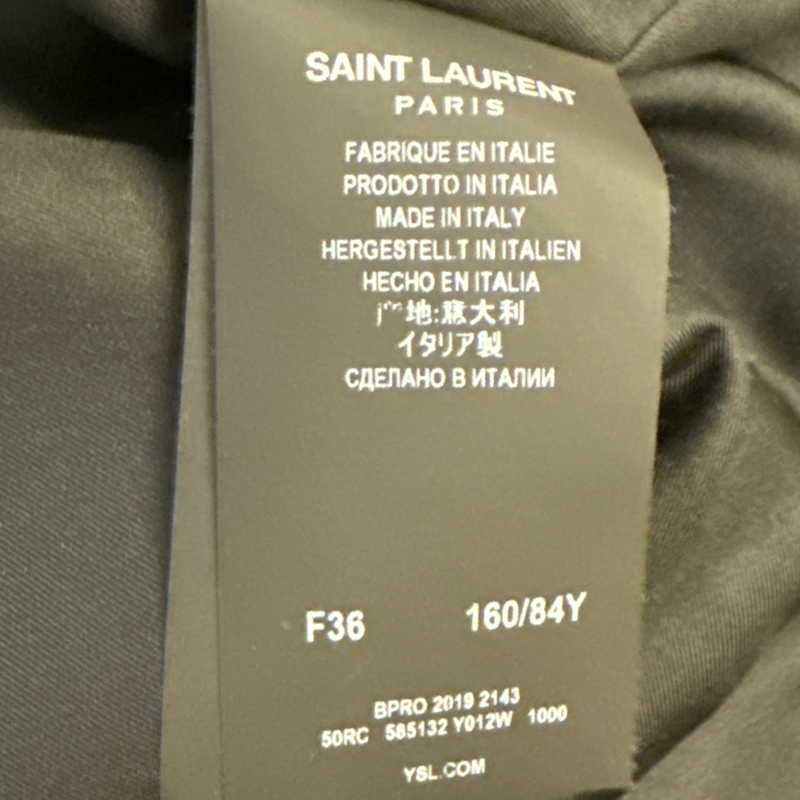 SAINT LAURENT
PARIS
FABRIQUE EN ITALIE
PRODOTTO IN ITALIA
MADE IN ITALY
HERGESTELLT IN ITALIEN
HECHO EN ITALIA
地:意大利
イタリア製
СДЕЛАНО В ИТАЛИИ
F36 160/84Y
BPRO 2019 2143
50RC 585132 Y012W 1000
YSL.COM